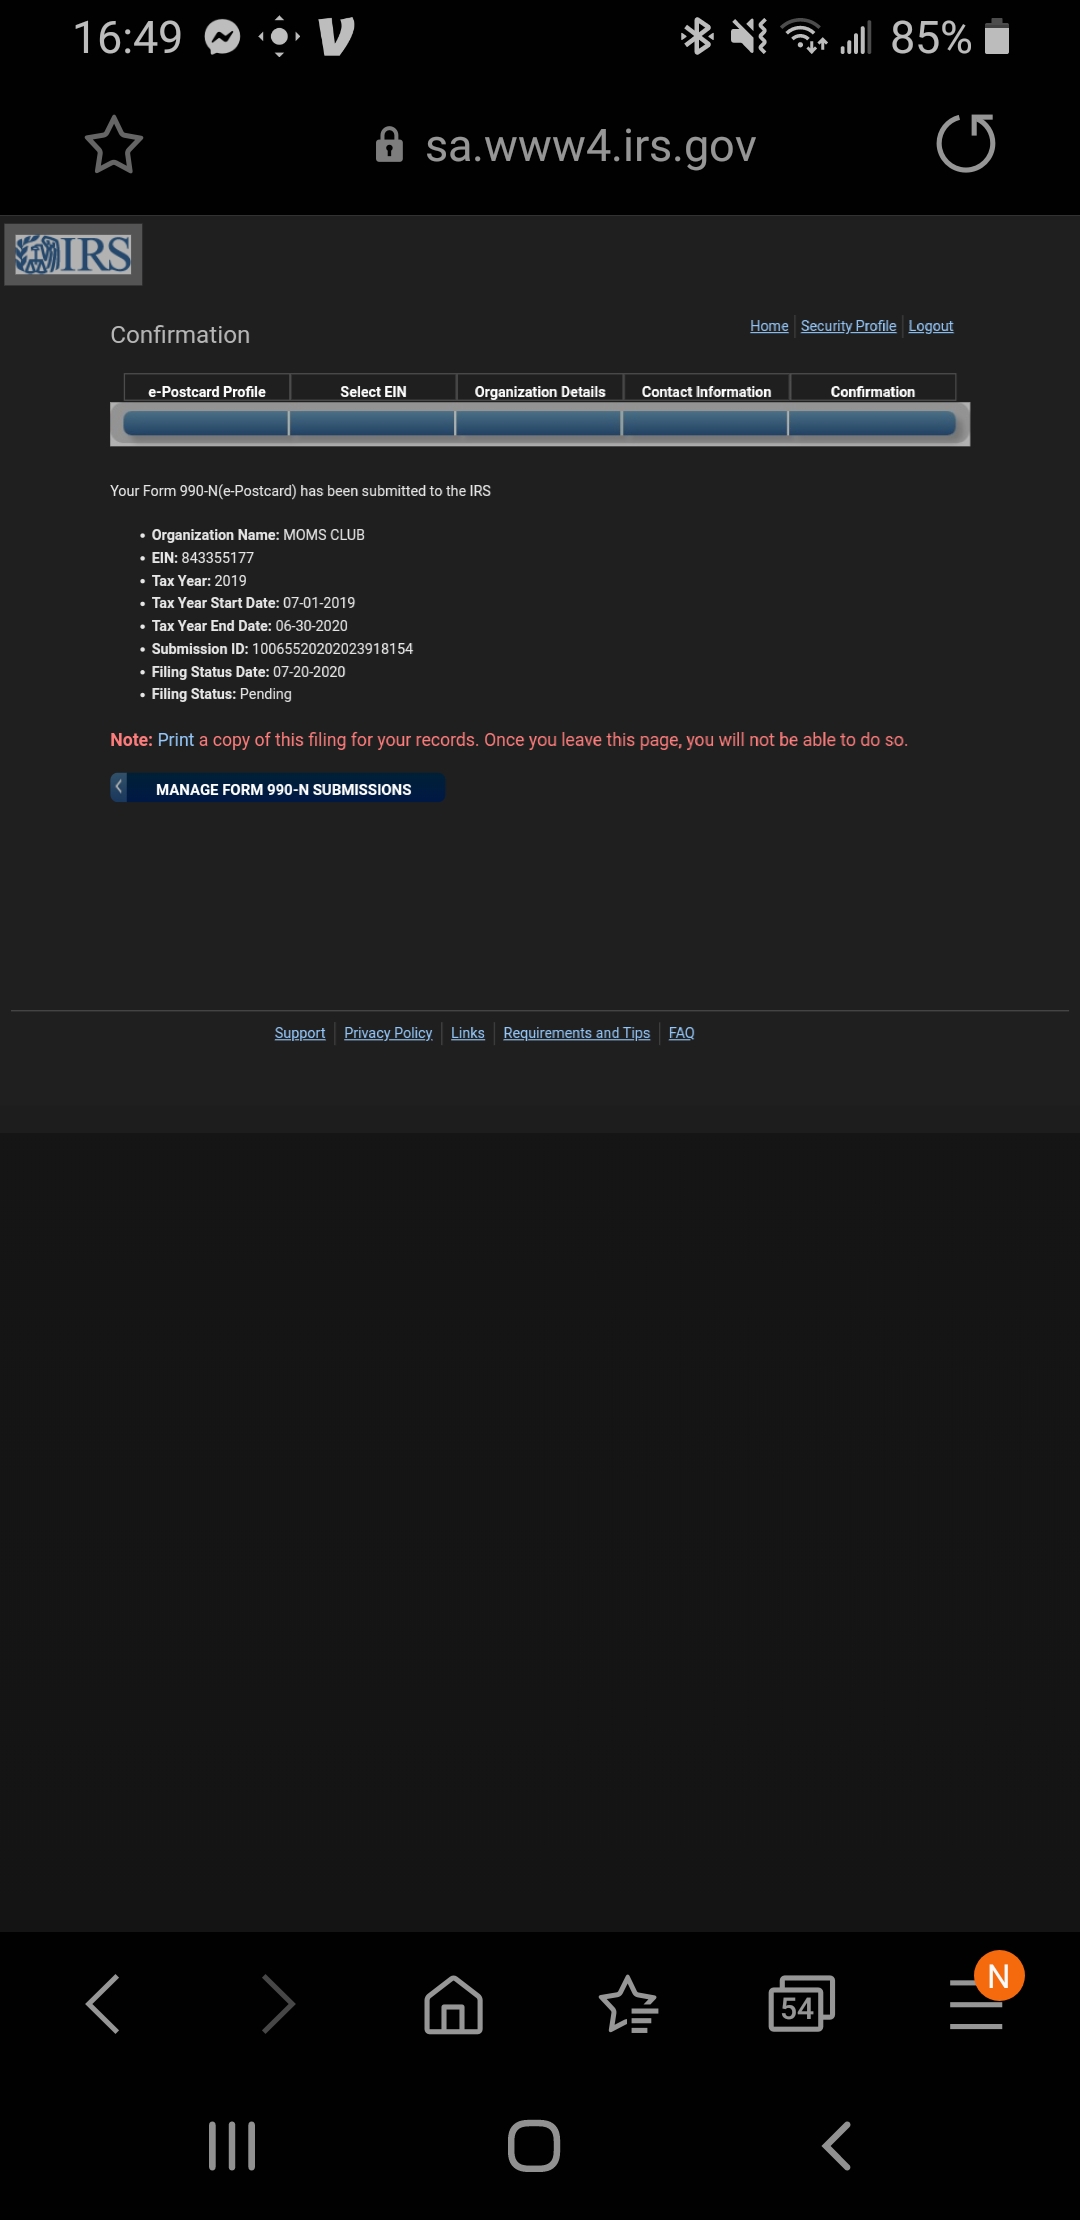 16:49 85%
sa.www4.irs.gov
IRS
Confirmation
Home Security Profile Logout
e-Postcard Profile Select EIN Organization Details Contact Information Confirmation
Your Form 990-N(e-Postcard) has been submitted to the IRS
• Organization Name: MOMS CLUB
• EIN: 843355177
• Tax Year: 2019
• Tax Year Start Date: 07-01-2019
• Tax Year End Date: 06-30-2020
• Submission ID: 10065520202023918154
• Filing Status Date: 07-20-2020
• Filing Status: Pending
Note: Print a copy of this filing for your records. Once you leave this page, you will not be able to do so.
MANAGE FORM 990-N SUBMISSIONS
Support Privacy Policy Links Requirements and Tips FAQ
54
N